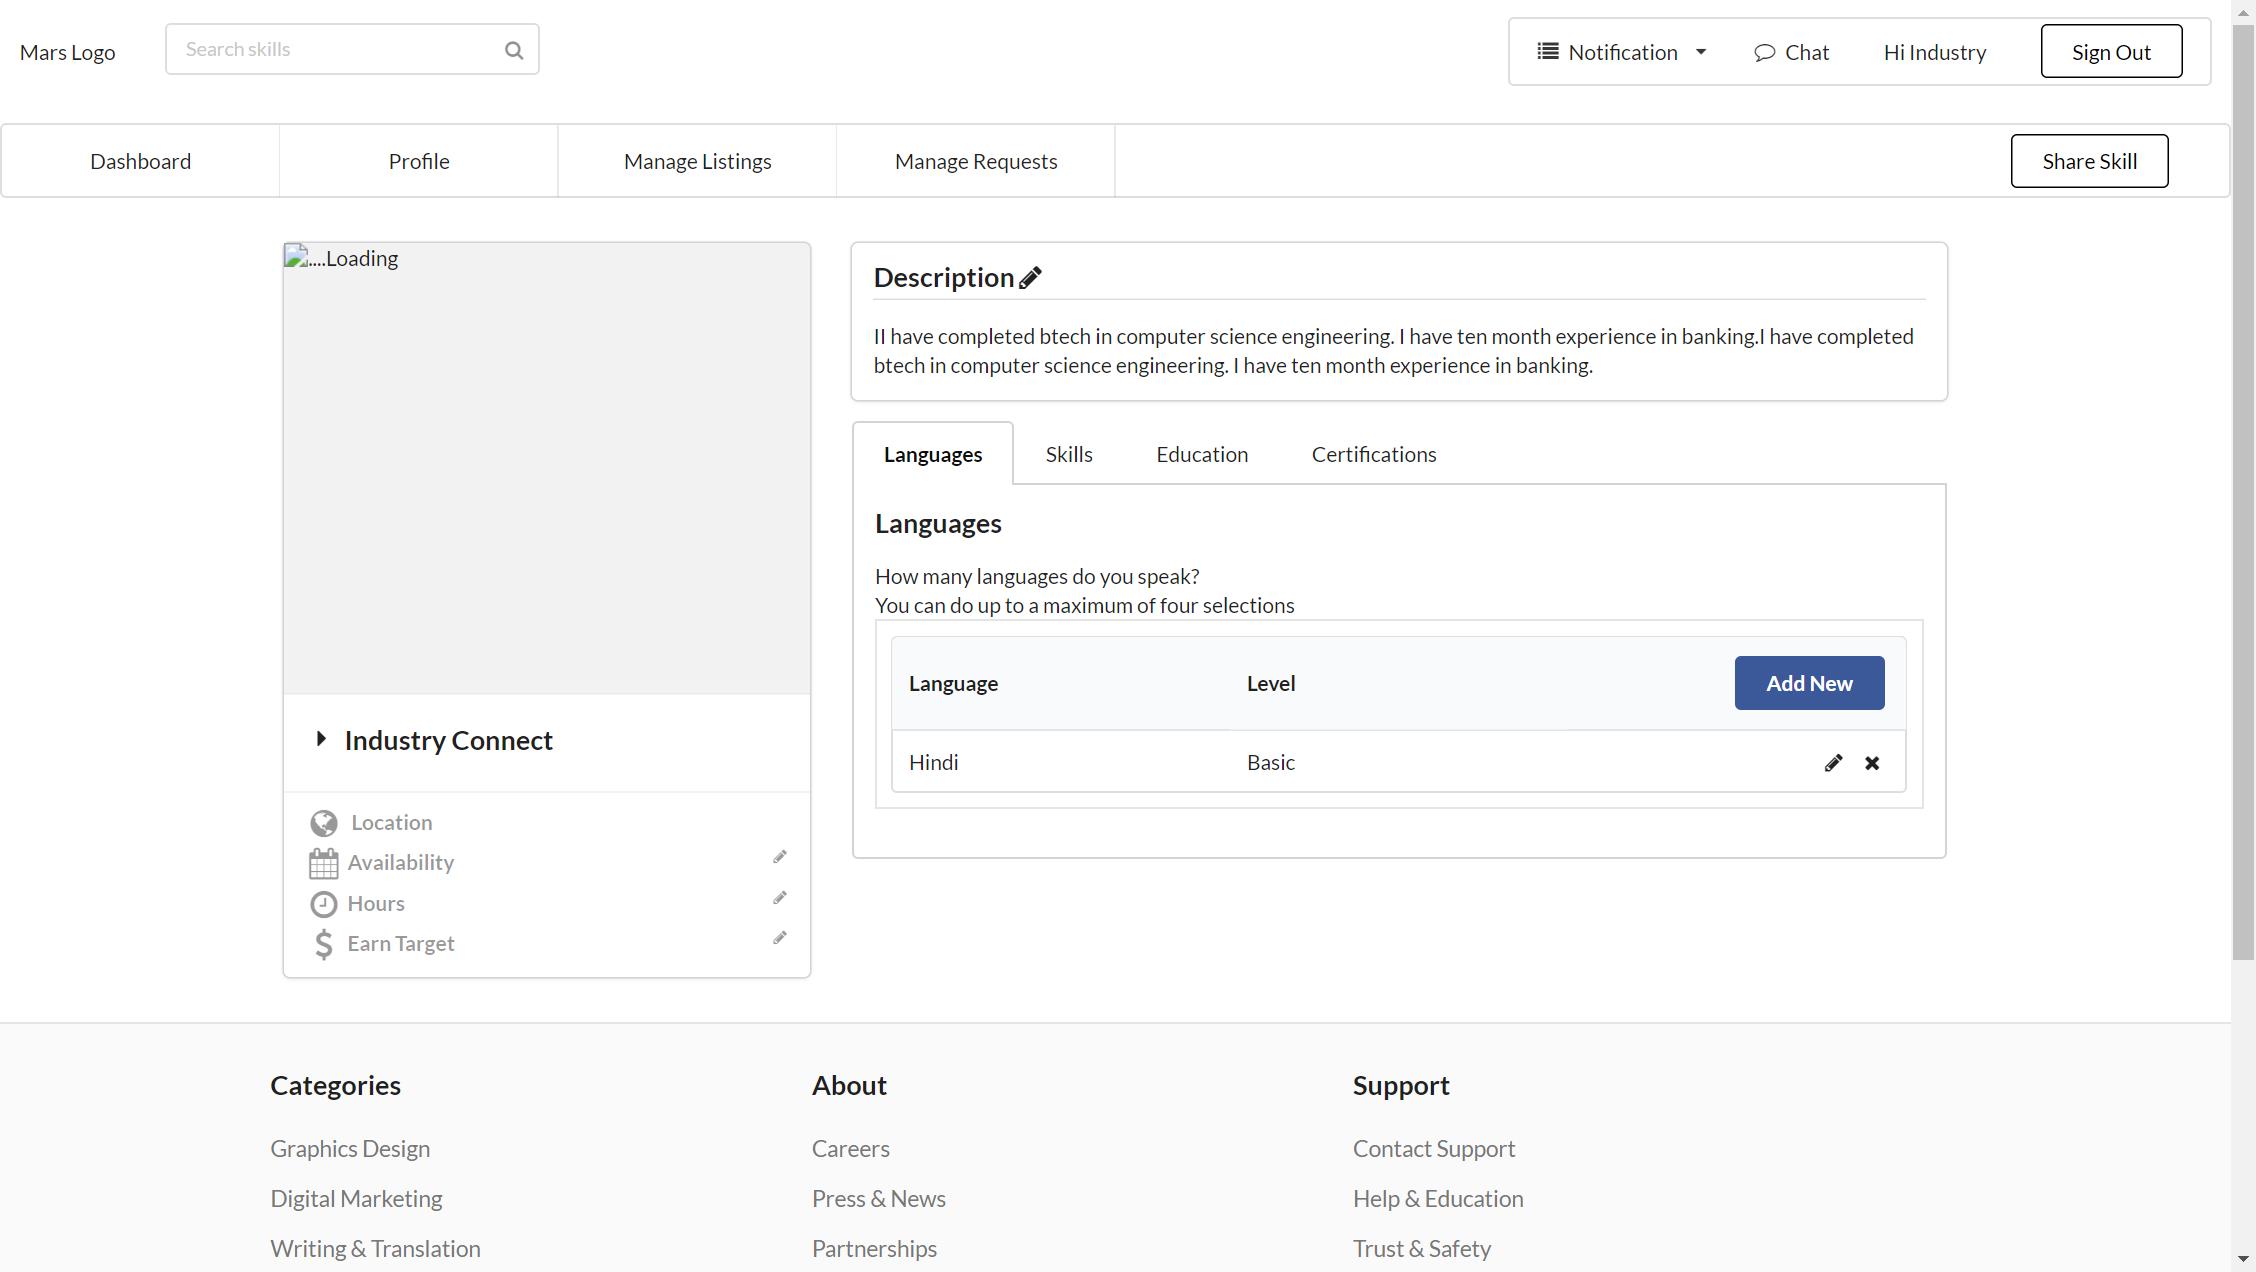 Mars Logo
Search skills
Notification
Chat
Hi Industry
Sign Out
Dashboard
Profile
Manage Listings
Manage Requests
Share Skill
....Loading
Industry Connect
Location
Availability
Hours
Earn Target
Description
II have completed btech in computer science engineering. I have ten month experience in banking.I have completed
btech in computer science engineering. I have ten month experience in banking.
Languages
Skills
Education
Certifications
Languages
How many languages do you speak?
You can do up to a maximum of four selections
Language
Level
Add New
Hindi
Basic
Categories
Graphics Design
Digital Marketing
Writing & Translation
About
Careers
Press & News
Partnerships
Support
Contact Support
Help & Education
Trust & Safety